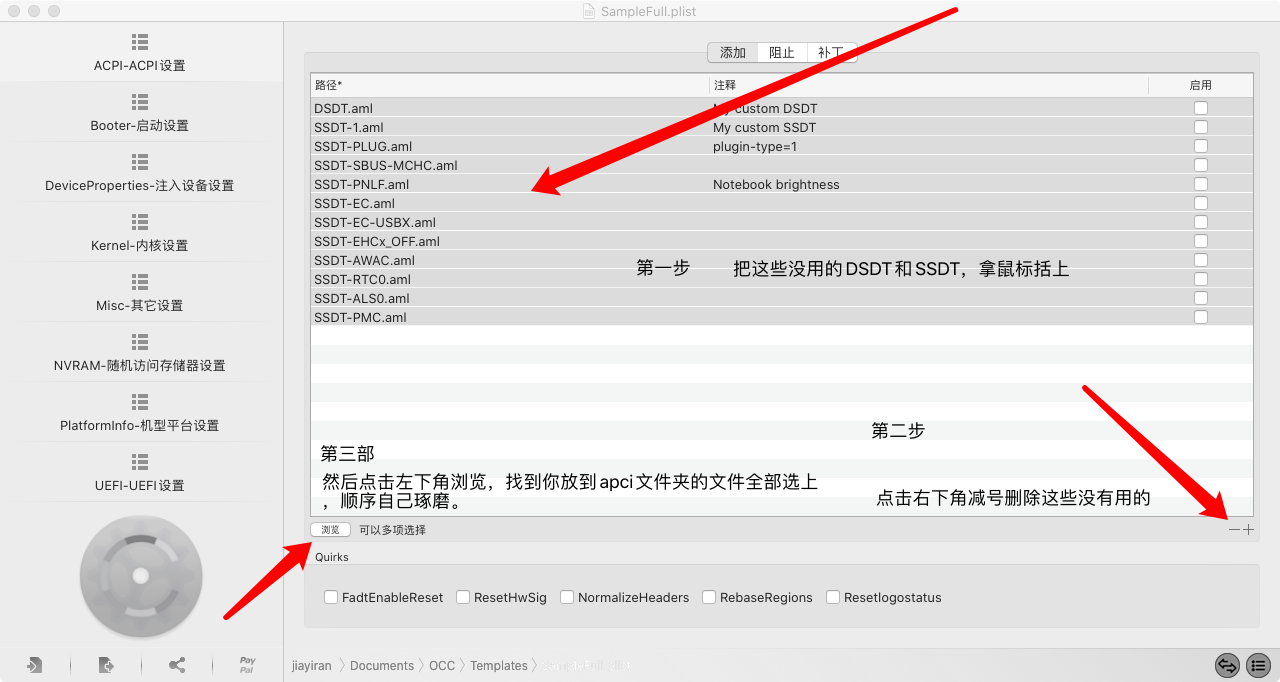 SampleFull.plist
ACPI-ACPI设置
Booter-启动设置
DeviceProperties-注入设备设置
Kernel-内核设置
Misc-其它设置
NVRAM-随机访问存储器设置
PlatformInfo-机型平台设置
UEFI-UEFI设置
添加 阻止 补丁
路径* 注释 启用
DSDT.aml My custom DSDT
SSDT-1.aml My custom SSDT
SSDT-PLUG.aml plugin-type=1
SSDT-SBUS-MCHC.aml
SSDT-PNLF.aml Notebook brightness
SSDT-EC.aml
SSDT-EC-USBX.aml
SSDT-EHCx_OFF.aml
SSDT-AWAC.aml
SSDT-RTC0.aml
SSDT-ALS0.aml
SSDT-PMC.aml
第一步 把这些没用的DSDT和SSDT，拿鼠标括上
第二步
点击右下角减号删除这些没有用的
第三部
然后点击左下角浏览，找到你放到apci文件夹的文件全部选上
，顺序自己琢磨。
浏览 可以多项选择
Quirks
FadtEnableReset ResetHwSig NormalizeHeaders RebaseRegions Resetlogostatus
Pay
Pal
jiayiran Documents OCC Templates SampleFull.plist